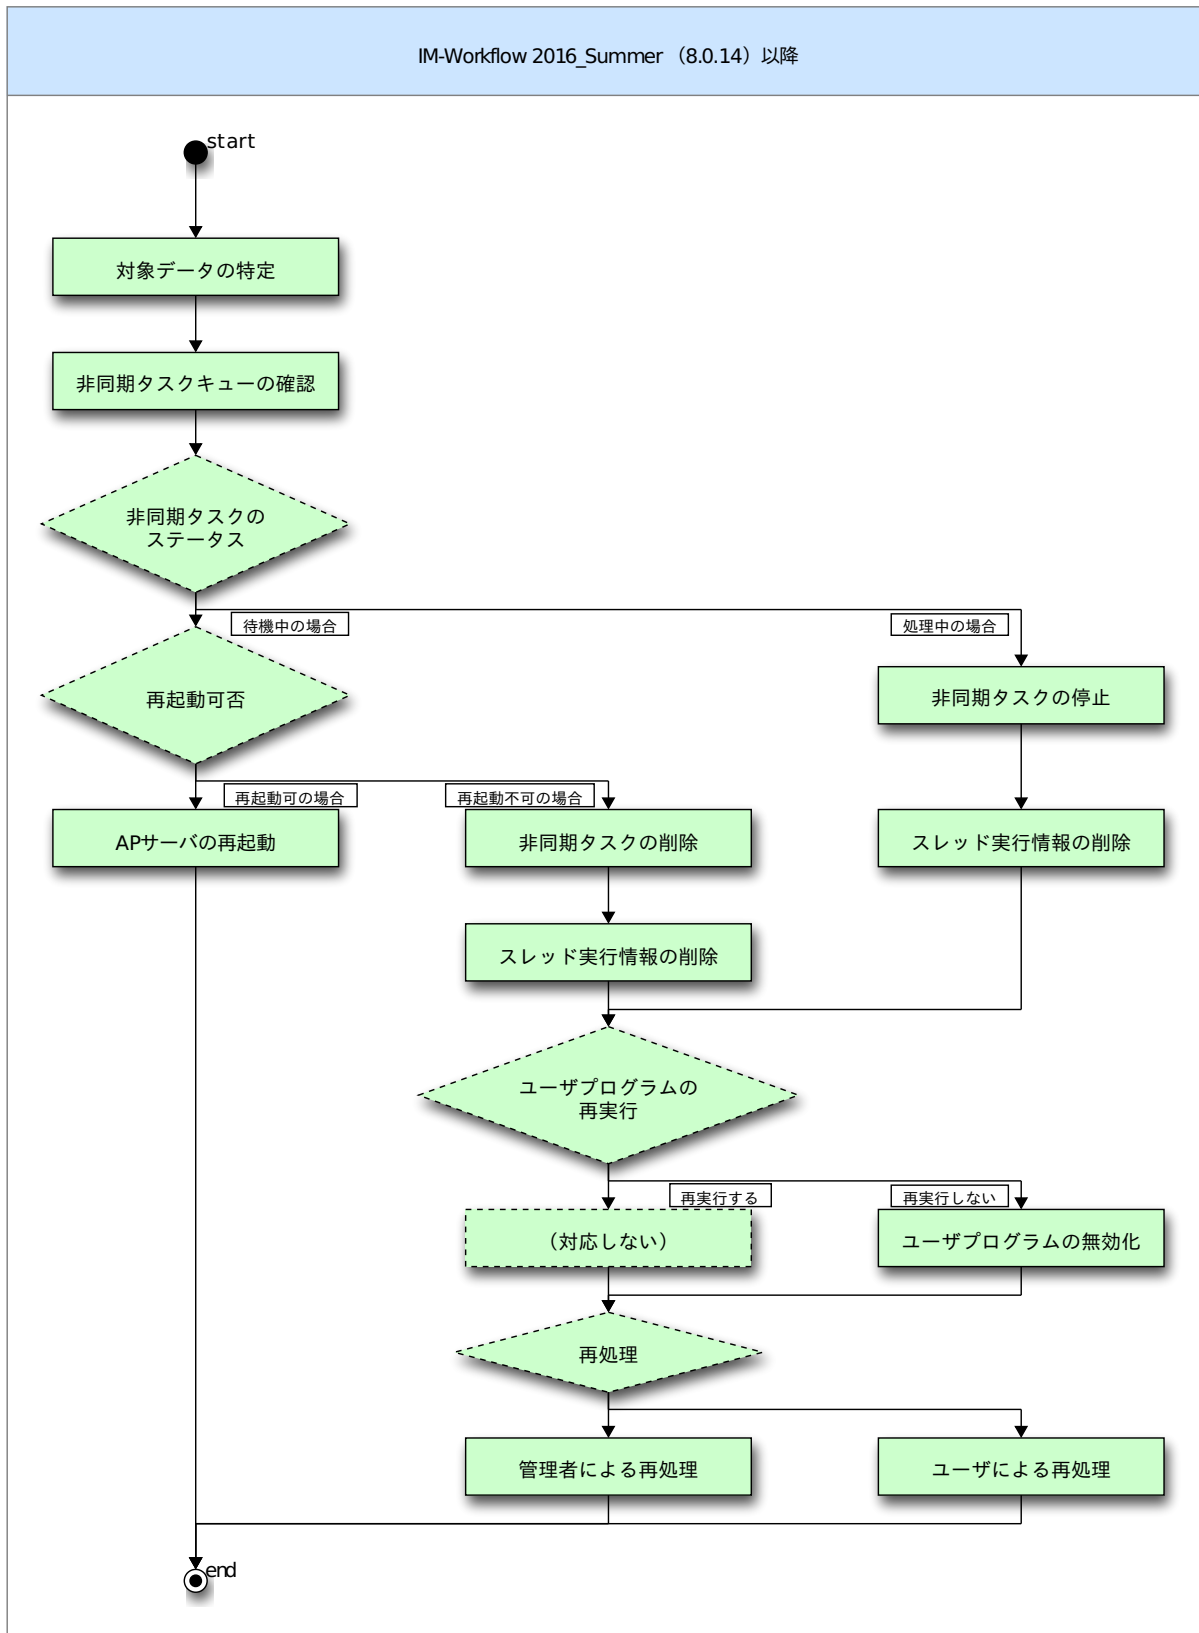 IM-Workflow 2016_Summer （8.0.14）以降
start
対象データの特定
非同期タスクキューの確認
非同期タスクの
ステータス
待機中の場合
処理中の場合
再起動可否
非同期タスクの停止
再起動可の場合
再起動不可の場合
APサーバの再起動
非同期タスクの削除
スレッド実行情報の削除
スレッド実行情報の削除
ユーザプログラムの
再実行
再実行する
再実行しない
（対応しない）
ユーザプログラムの無効化
再処理
管理者による再処理
ユーザによる再処理
end